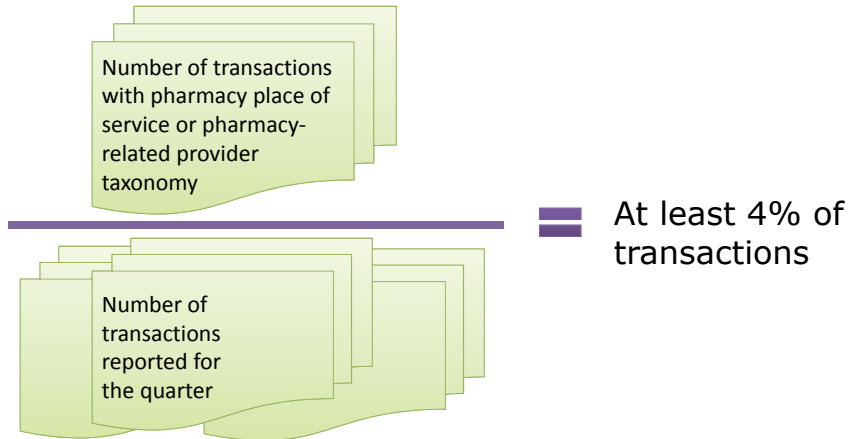 Number of transactions
with pharmacy place of
service or pharmacy-
related provider
taxonomy
At least 4% of
transactions
Number of
transactions
reported for
the quarter